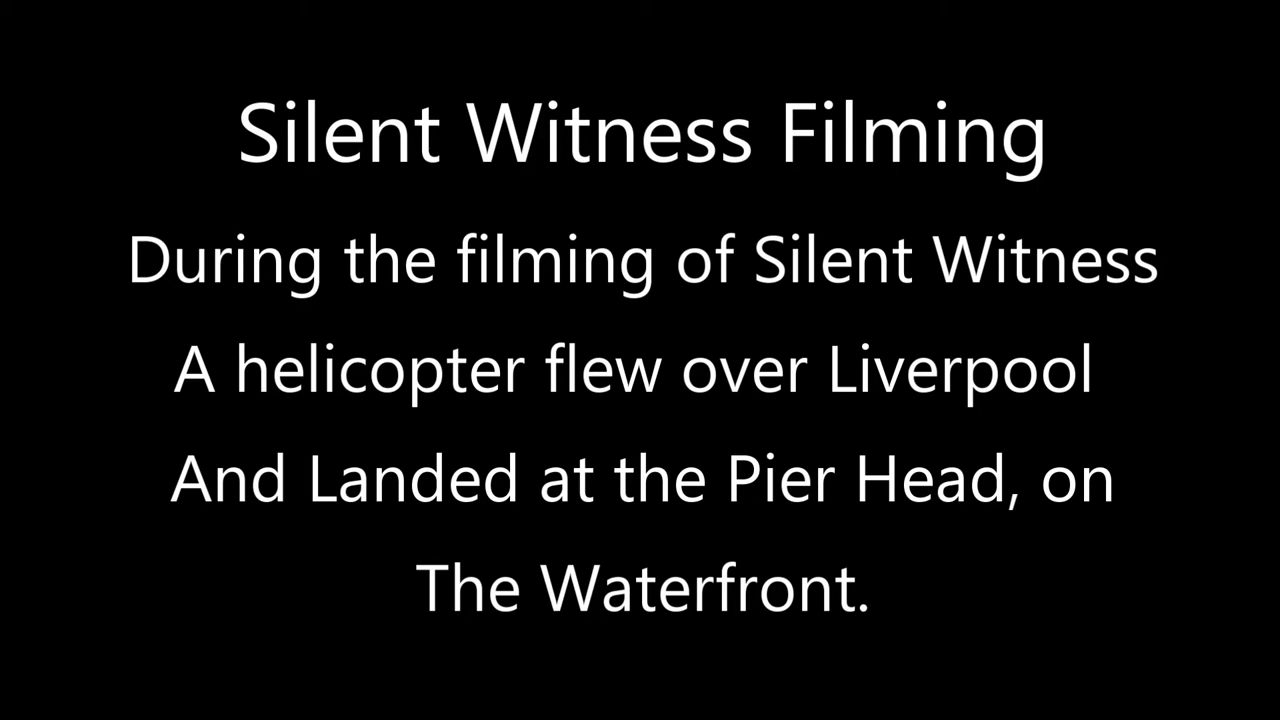 Silent Witness Filming
During the filming of Silent Witness
A helicopter flew over Liverpool
And Landed at the Pier Head, on
The Waterfront.